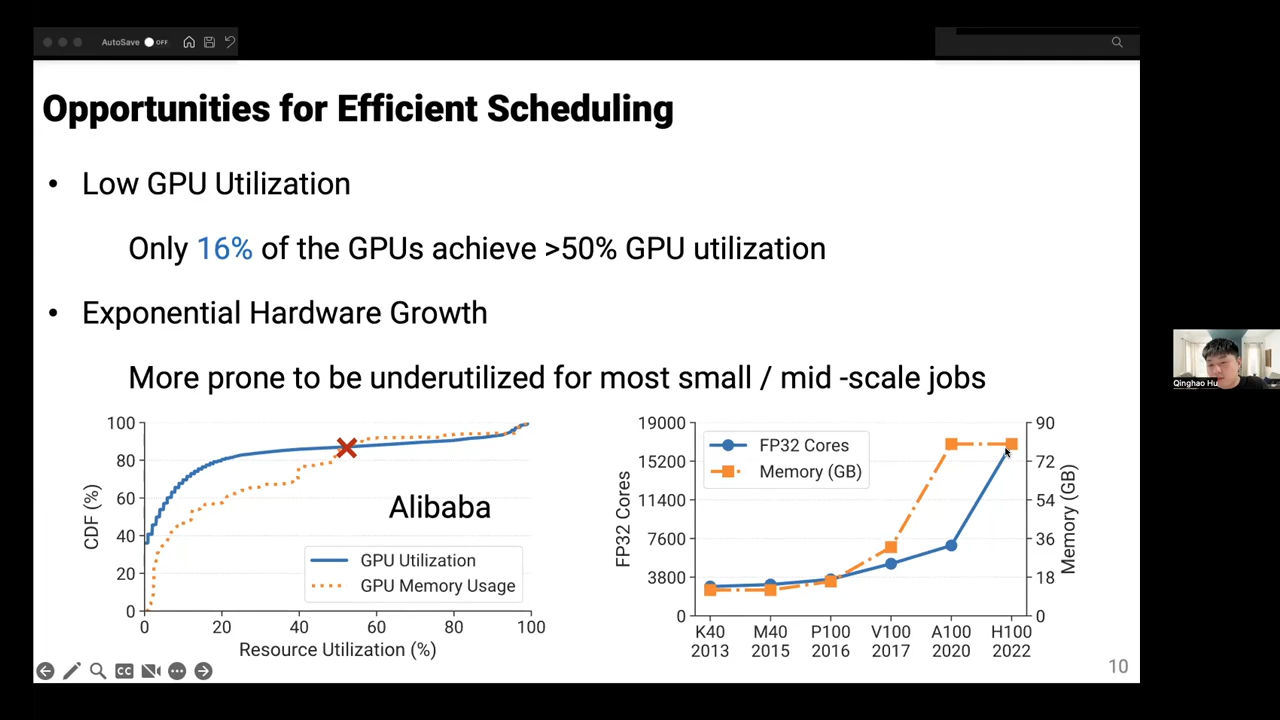 AutoSave OFF
Opportunities for Efficient Scheduling
• Low GPU Utilization
Only 16% of the GPUs achieve >50% GPU utilization
• Exponential Hardware Growth
More prone to be underutilized for most small / mid -scale jobs
Qinghao Hu
100
80
60
40
20
0
CDF (%)
Alibaba
GPU Utilization
GPU Memory Usage
0 20 40 60 80 100
Resource Utilization (%)
19000
15200
11400
7600
3800
0
FP32 Cores
FP32 Cores
Memory (GB)
90
72
54
36
18
0
Memory (GB)
K40 M40 P100 V100 A100 H100
2013 2015 2016 2017 2020 2022
CC
10